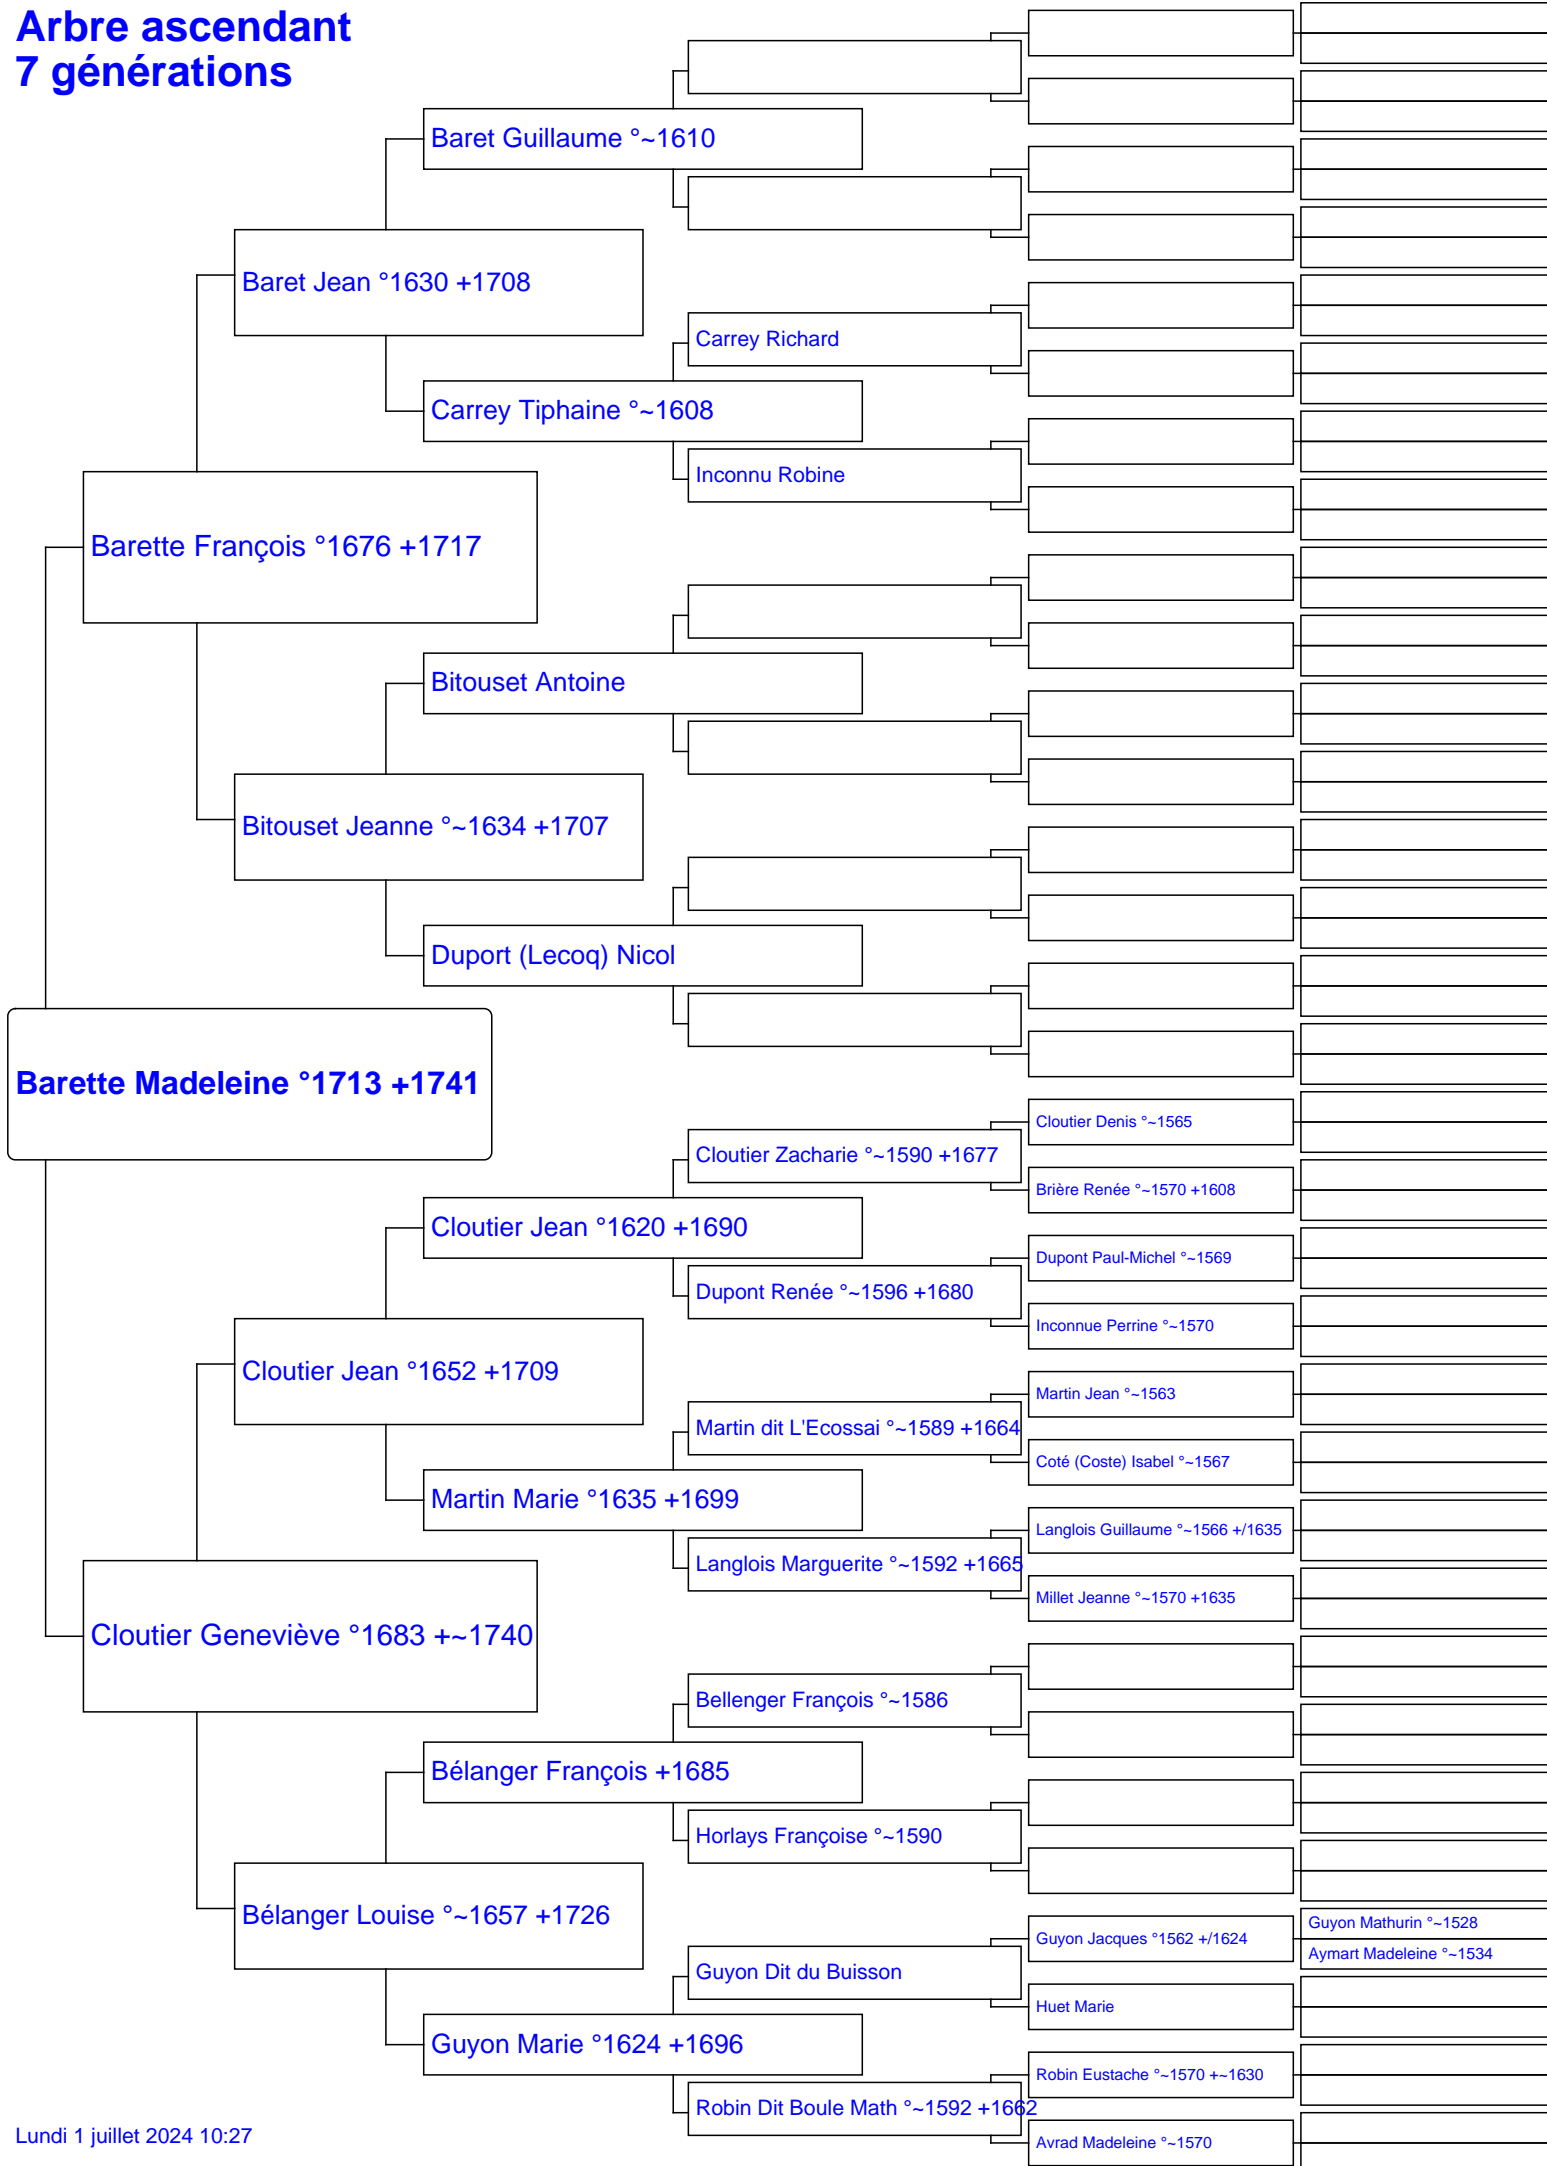 Arbre ascendant
7 générations
Baret Guillaume °~1610
Baret Jean °1630 +1708
Carrey Richard
Carrey Tiphaine °~1608
Inconnu Robine
Barette François °1676 +1717
Bitouset Antoine
Bitouset Jeanne °~1634 +1707
Duport (Lecoq) Nicol
Barette Madeleine °1713 +1741
Cloutier Denis °~1565
Cloutier Zacharie °~1590 +1677
Brière Renée °~1570 +1608
Cloutier Jean °1620 +1690
Dupont Paul-Michel °~1569
Dupont Renée °~1596 +1680
Inconnue Perrine °~1570
Cloutier Jean °1652 +1709
Martin Jean °~1563
Martin dit L'Ecossai °~1589 +1664
Coté (Coste) Isabel °~1567
Martin Marie °1635 +1699
Langlois Guillaume °~1566 +/1635
Langlois Marguerite °~1592 +1665
Millet Jeanne °~1570 +1635
Cloutier Geneviève °1683 +~1740
Bellenger François °~1586
Bélanger François +1685
Horlays Françoise °~1590
Bélanger Louise °~1657 +1726
Guyon Mathurin °~1528
Guyon Jacques °1562 +/1624
Aymart Madeleine °~1534
Guyon Dit du Buisson
Huet Marie
Guyon Marie °1624 +1696
Robin Eustache °~1570 +~1630
Robin Dit Boule Math °~1592 +1662
Avrad Madeleine °~1570
Lundi 1 juillet 2024 10:27